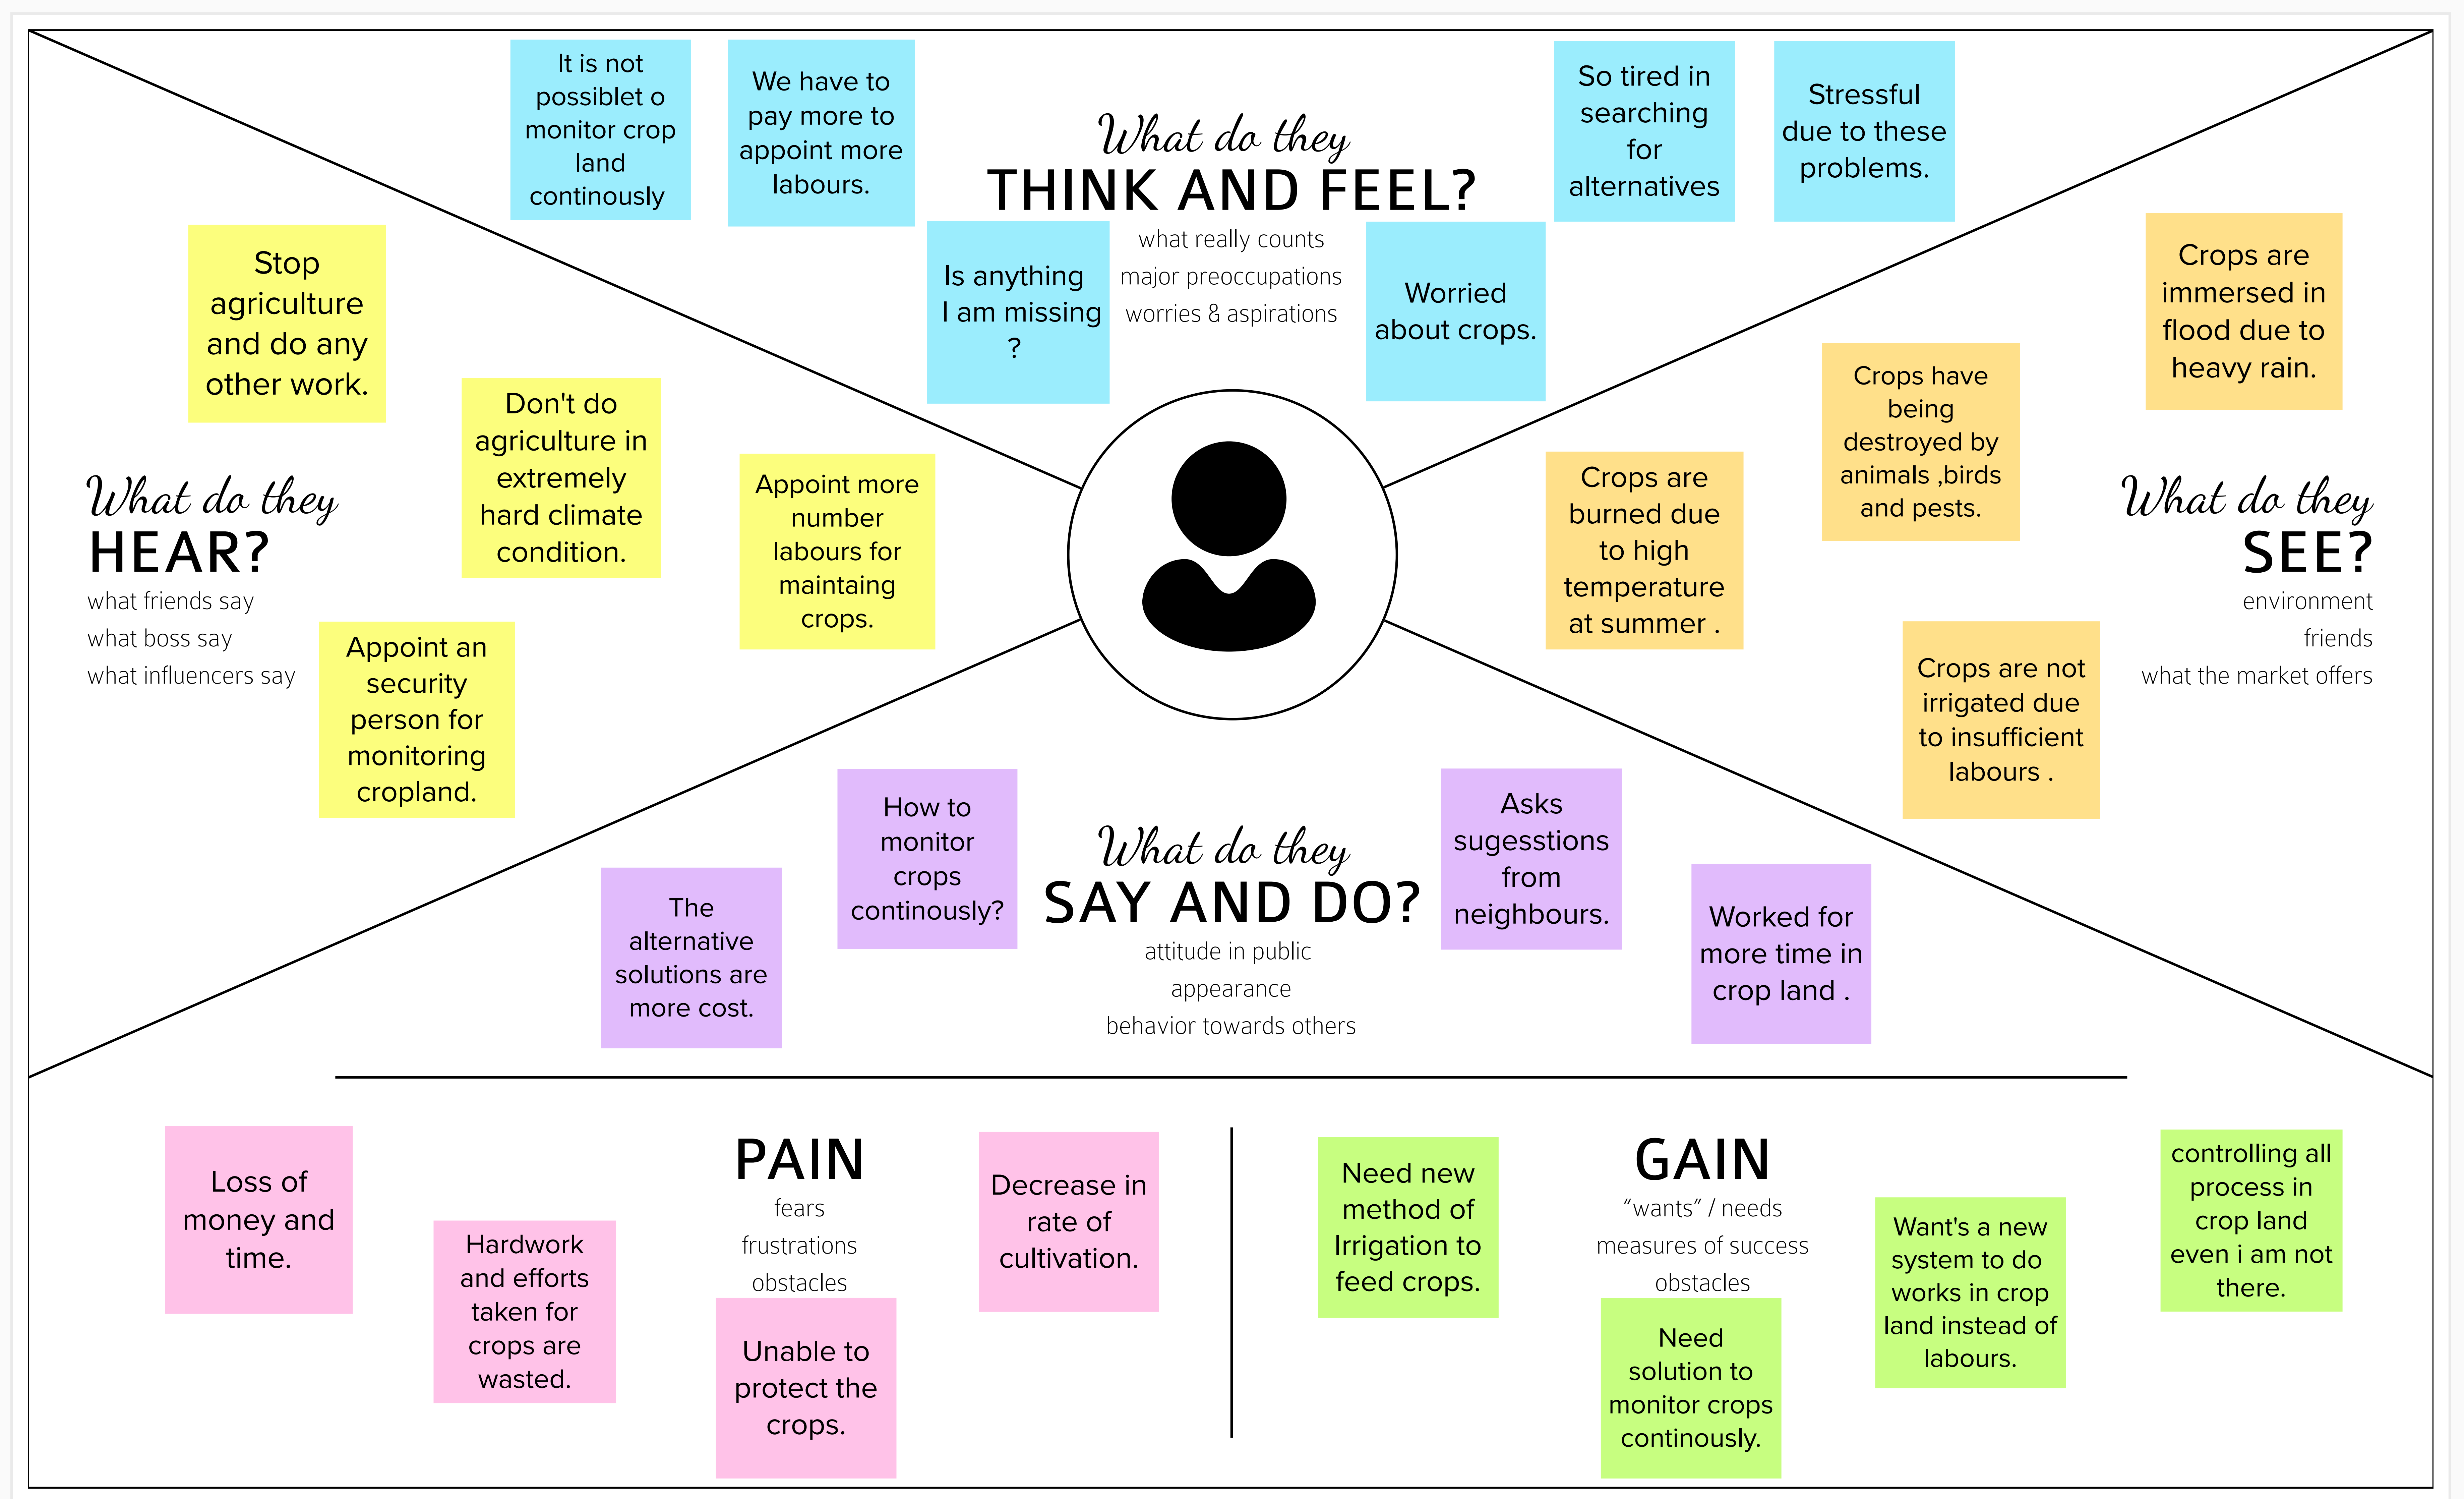 It is not
possiblet o
monitor crop
land
continously
We have to
pay more to
appoint more
labours.
What do they
THINK AND FEEL?
what really counts
major preoccupations
worries & aspirations
Is anything
I am missing
?
Worried
about crops.
So tired in
searching
for
alternatives
Stressful
due to these
problems.
Stop
agriculture
and do any
other work.
Don't do
agriculture in
extremely
hard climate
condition.
Appoint more
number
labours for
maintaing
crops.
What do they
HEAR?
what friends say
what boss say
what influencers say
Appoint an
security
person for
monitoring
cropland.
Crops are
immersed in
flood due to
heavy rain.
Crops have
being
destroyed by
animals ,birds
and pests.
Crops are
burned due
to high
temperature
at summer .
What do they
SEE?
environment
friends
what the market offers
Crops are not
irrigated due
to insufficient
labours .
How to
monitor
crops
continously?
The
alternative
solutions are
more cost.
What do they
SAY AND DO?
attitude in public
appearance
behavior towards others
Asks
sugesstions
from
neighbours.
Worked for
more time in
crop land .
Loss of
money and
time.
Hardwork
and efforts
taken for
crops are
wasted.
PAIN
fears
frustrations
obstacles
Unable to
protect the
crops.
Decrease in
rate of
cultivation.
Need new
method of
Irrigation to
feed crops.
GAIN
“wants” / needs
measures of success
obstacles
Need
solution to
monitor crops
continously.
Want's a new
system to do
works in crop
land instead of
labours.
controlling all
process in
crop land
even i am not
there.